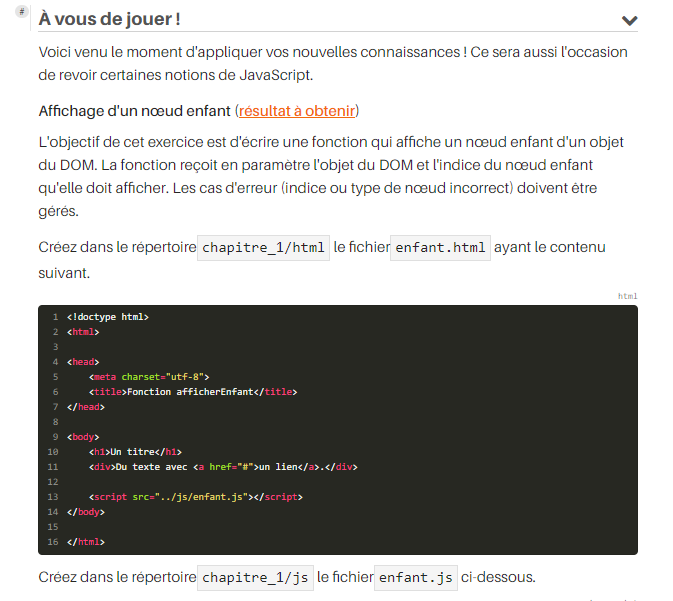 #
À vous de jouer !
Voici venu le moment d'appliquer vos nouvelles connaissances ! Ce sera aussi l'occasion
de revoir certaines notions de JavaScript.
Affichage d'un nœud enfant (résultat à obtenir)
L'objectif de cet exercice est d'écrire une fonction qui affiche un nœud enfant d'un objet
du DOM. La fonction reçoit en paramètre l'objet du DOM et l'indice du nœud enfant
qu'elle doit afficher. Les cas d'erreur (indice ou type de nœud incorrect) doivent être
gérés.
Créez dans le répertoire chapitre_1/html le fichier enfant.html ayant le contenu
suivant.
html
1 <!doctype html>
2 <html>
3
4 <head>
5     <meta charset="utf-8">
6     <title>Fonction afficherEnfant</title>
7 </head>
8
9 <body>
10     <h1>Un titre</h1>
11     <div>Du texte avec <a href="#">un lien</a>.</div>
12
13     <script src="../js/enfant.js"></script>
14 </body>
15
16 </html>
Créez dans le répertoire chapitre_1/js le fichier enfant.js ci-dessous.